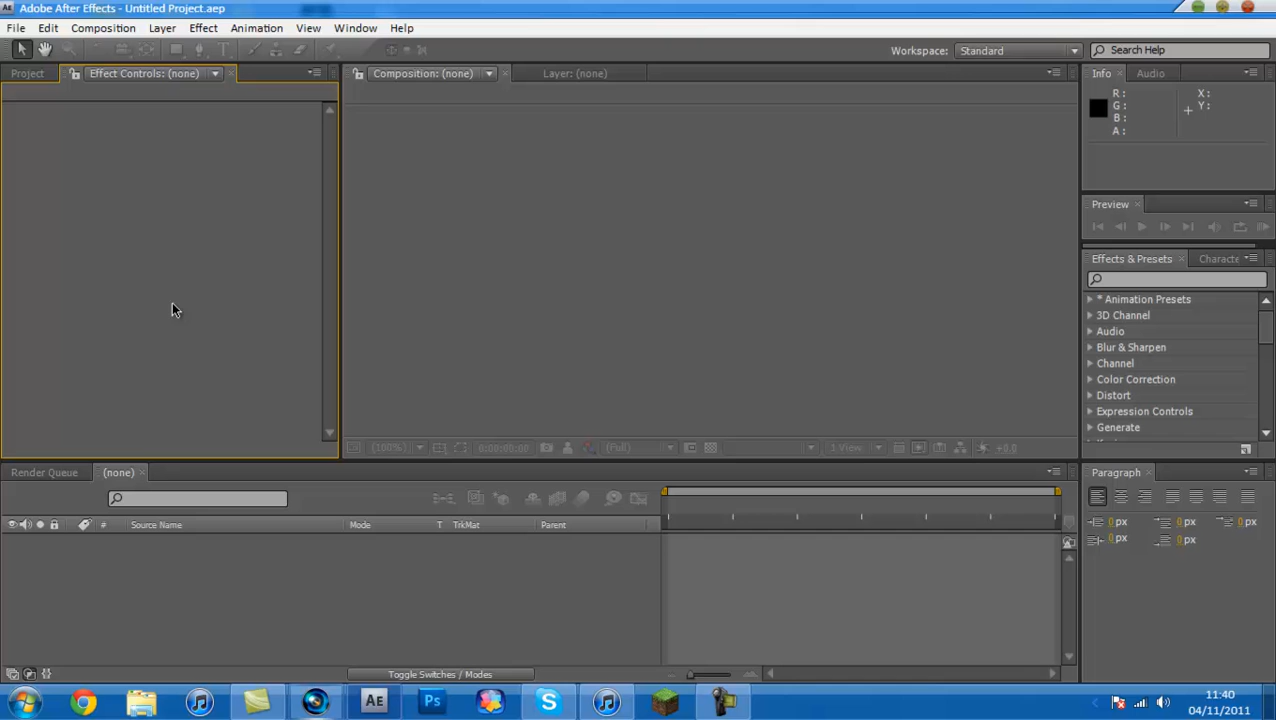 Adobe After Effects - Untitled Project.aep
File Edit Composition Layer Effect Animation View Window Help
Workspace: Standard Search Help
Project Effect Controls: (none) Composition: (none) Layer: (none) Info Audio
R: X:
G: Y:
B:
A:
Preview
Effects & Presets Characte
* Animation Presets
3D Channel
Audio
Blur & Sharpen
Channel
Color Correction
Distort
Expression Controls
Generate
(100%) 0:00:00:00 (Full) 1 View +0.0
Render Queue (none) Paragraph
# Source Name Mode T TrkMat Parent
0 px 0 px 0 px
0 px 0 px
Toggle Switches / Modes
AE Ps
11:40
04/11/2011